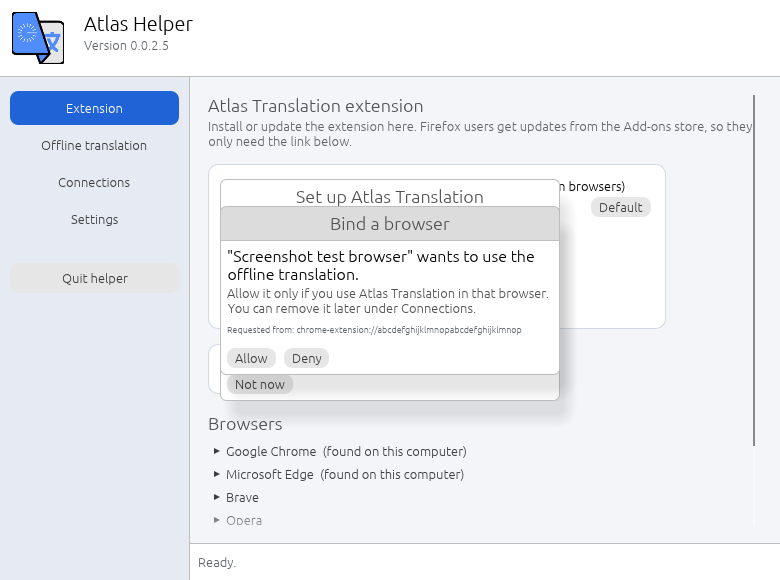 Atlas Helper
Version 0.0.2.5
Extension
Offline translation
Connections
Settings
Quit helper
Atlas Translation extension
Install or update the extension here. Firefox users get updates from the Add-ons store, so they
only need the link below.
browsers)
Default
Set up Atlas Translation
Bind a browser
"Screenshot test browser" wants to use the
offline translation.
Allow it only if you use Atlas Translation in that browser.
You can remove it later under Connections.
Requested from: chrome-extension://abcdefghijklmnopabcdefghijklmnop
Allow
Deny
Not now
Browsers
Google Chrome (found on this computer)
Microsoft Edge (found on this computer)
Brave
Opera
Ready.